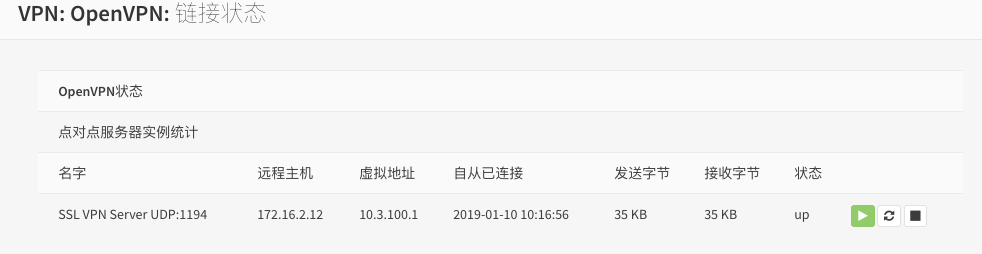 VPN: OpenVPN: 链接状态
OpenVPN状态
点对点服务器实例统计
名字 远程主机 虚拟地址 自从已连接 发送字节 接收字节 状态
SSL VPN Server UDP:1194 172.16.2.12 10.3.100.1 2019-01-10 10:16:56 35 KB 35 KB up